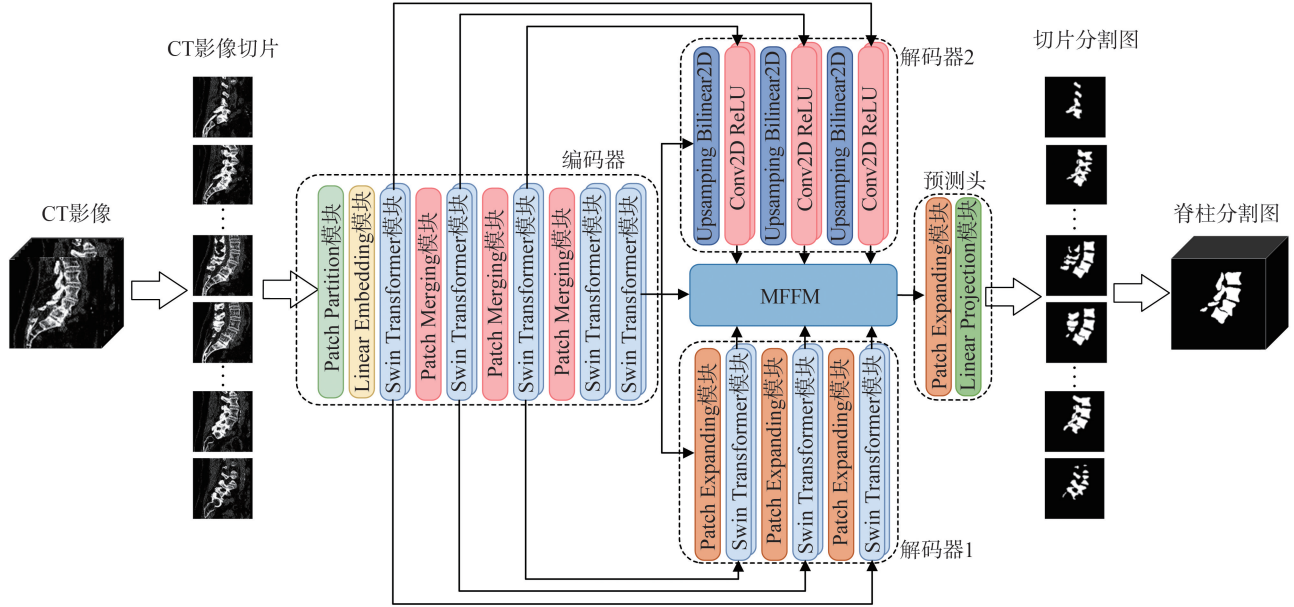 CT影像
CT影像切片
编码器
Patch Partition模块
Linear Embedding模块
Swin Transformer模块
Patch Merging模块
Swin Transformer模块
Patch Merging模块
Swin Transformer模块
Patch Merging模块
Swin Transformer模块
Swin Transformer模块
解码器2
Upsamping Bilinear2D
Conv2D ReLU
Upsamping Bilinear2D
Conv2D ReLU
Upsamping Bilinear2D
Conv2D ReLU
MFFM
Patch Expanding模块
Swin Transformer模块
Patch Expanding模块
Swin Transformer模块
Patch Expanding模块
Swin Transformer模块
解码器1
预测头
Patch Expanding模块
Linear Projection模块
切片分割图
脊柱分割图